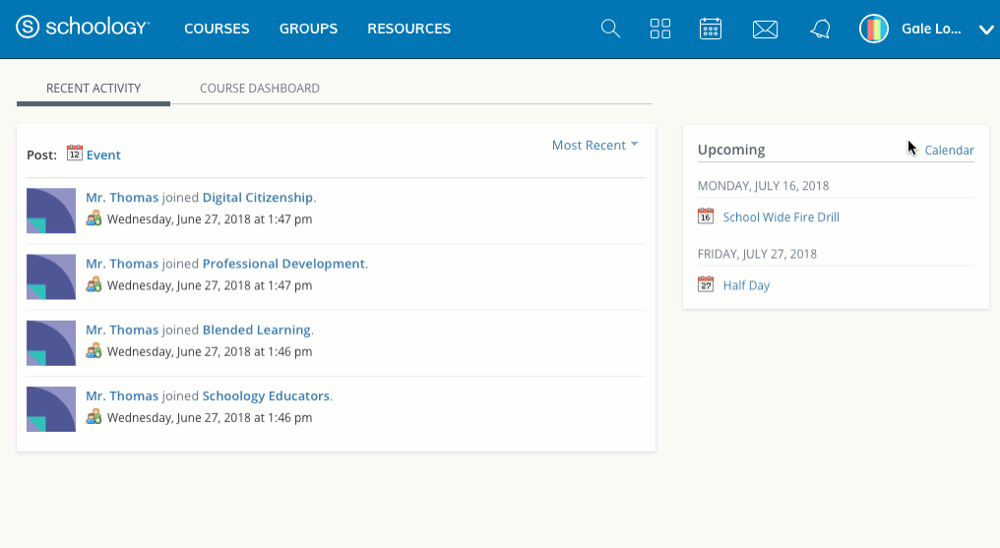 schoology
COURSES GROUPS RESOURCES
Gale Lo...
RECENT ACTIVITY COURSE DASHBOARD
Post: 12 Event
Most Recent
Mr. Thomas joined Digital Citizenship.
Wednesday, June 27, 2018 at 1:47 pm
Mr. Thomas joined Professional Development.
Wednesday, June 27, 2018 at 1:47 pm
Mr. Thomas joined Blended Learning.
Wednesday, June 27, 2018 at 1:46 pm
Mr. Thomas joined Schoology Educators.
Wednesday, June 27, 2018 at 1:46 pm
Upcoming Calendar
MONDAY, JULY 16, 2018
16 School Wide Fire Drill
FRIDAY, JULY 27, 2018
27 Half Day